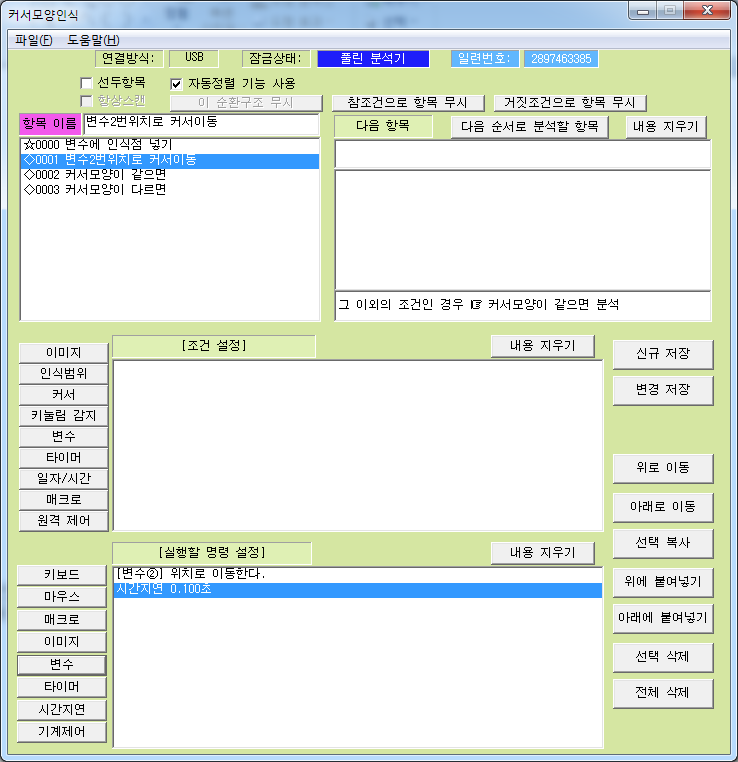 커서모양인식
파일(F) 도움말(H)
연결방식: USB 잠금상태: 풀린 분석기 일련번호: 2897463385
선두항목 자동정렬 기능 사용
항상스캔 이 순환구조 무시 참조건으로 항목 무시 거짓조건으로 항목 무시
항목 이름 변수2번위치로 커서이동 다음 항목 다음 순서로 분석할 항목 내용 지우기
☆0000 변수에 인식점 넣기
◇0001 변수2번위치로 커서이동
◇0002 커서모양이 같으면
◇0003 커서모양이 다르면
그 이외의 조건인 경우 ☞ 커서모양이 같으면 분석
[조건 설정] 내용 지우기
이미지
인식범위
커서
키눌림 감지
변수
타이머
일자/시간
매크로
원격 제어
신규 저장
변경 저장
위로 이동
아래로 이동
선택 복사
위에 붙여넣기
아래에 붙여넣기
선택 삭제
전체 삭제
[실행할 명령 설정] 내용 지우기
키보드
마우스
매크로
이미지
변수
타이머
시간지연
기계제어
[변수②] 위치로 이동한다.
시간지연 0.100초